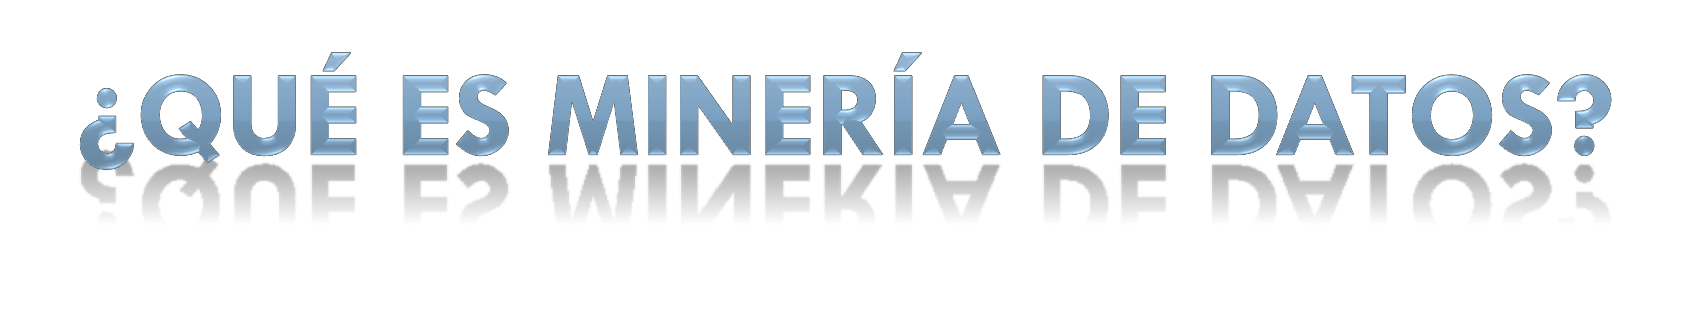 ¿QUÉ ES MINERÍA DE DATOS?